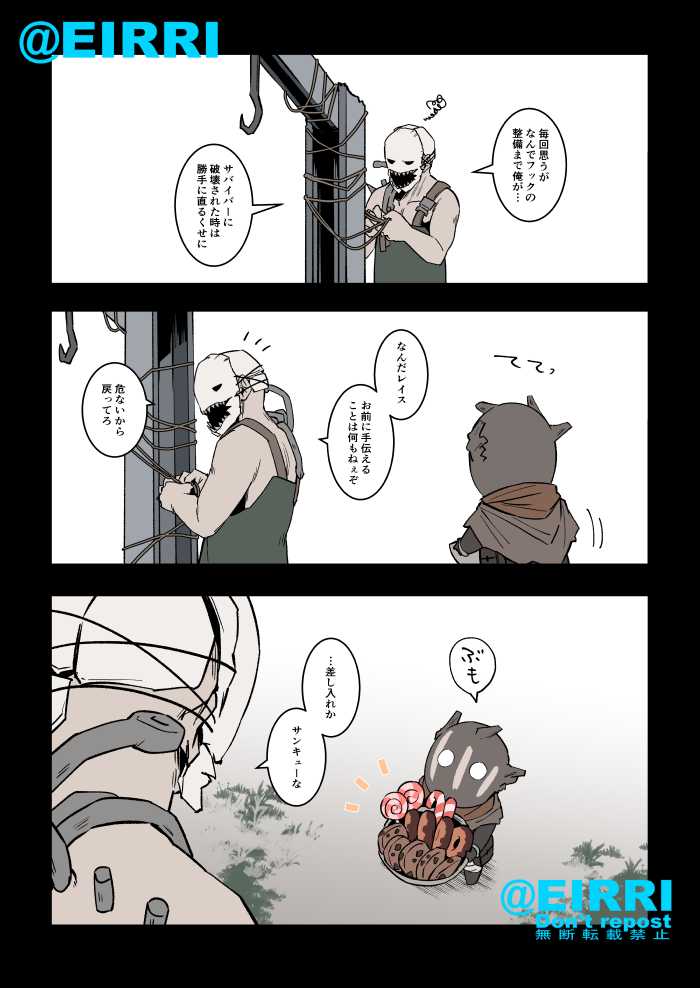 @EIRRI
毎回思うが
なんでフックの
整備まで俺が…
サバイバーに
破壊された時は
勝手に直るくせに
てて、
なんだレイス
お前に手伝える
ことは何もねぇぞ
危ないから
戻ってろ
ぶも
…差し入れか
サンキューな
@EIRRI
Don't repost
無断転載禁止